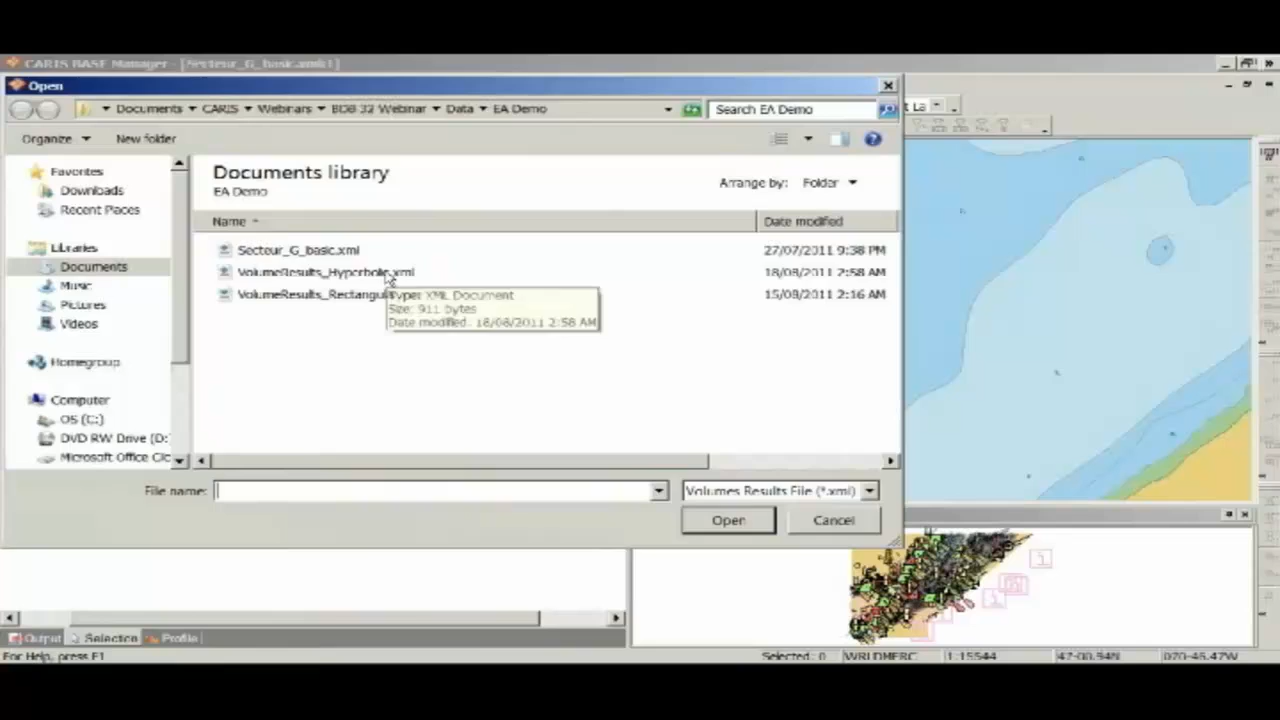 CARIS BASE Manager - [Secteur_G_basic.xml:1]
Open
Documents CARIS Webinars BDB 32 Webinar Data EA Demo
Search EA Demo
Organize New folder
Favorites
Downloads
Recent Places
Libraries
Documents
Music
Pictures
Videos
Homegroup
Computer
OS (C:)
DVD RW Drive (D:)
Microsoft Office Clic
Documents library
EA Demo
Arrange by: Folder
Name Date modified
Secteur_G_basic.xml 27/07/2011 9:38 PM
VolumeResults_Hyperbolic.xml 18/08/2011 2:58 AM
VolumeResults_Rectangul 15/08/2011 2:16 AM
Type: XML Document
Size: 911 bytes
Date modified: 18/08/2011 2:58 AM
File name: Volumes Results File (*.xml)
Open Cancel
Output Selection Profile
For Help, press F1 Selected: 0 WRLDMERC 1:15544